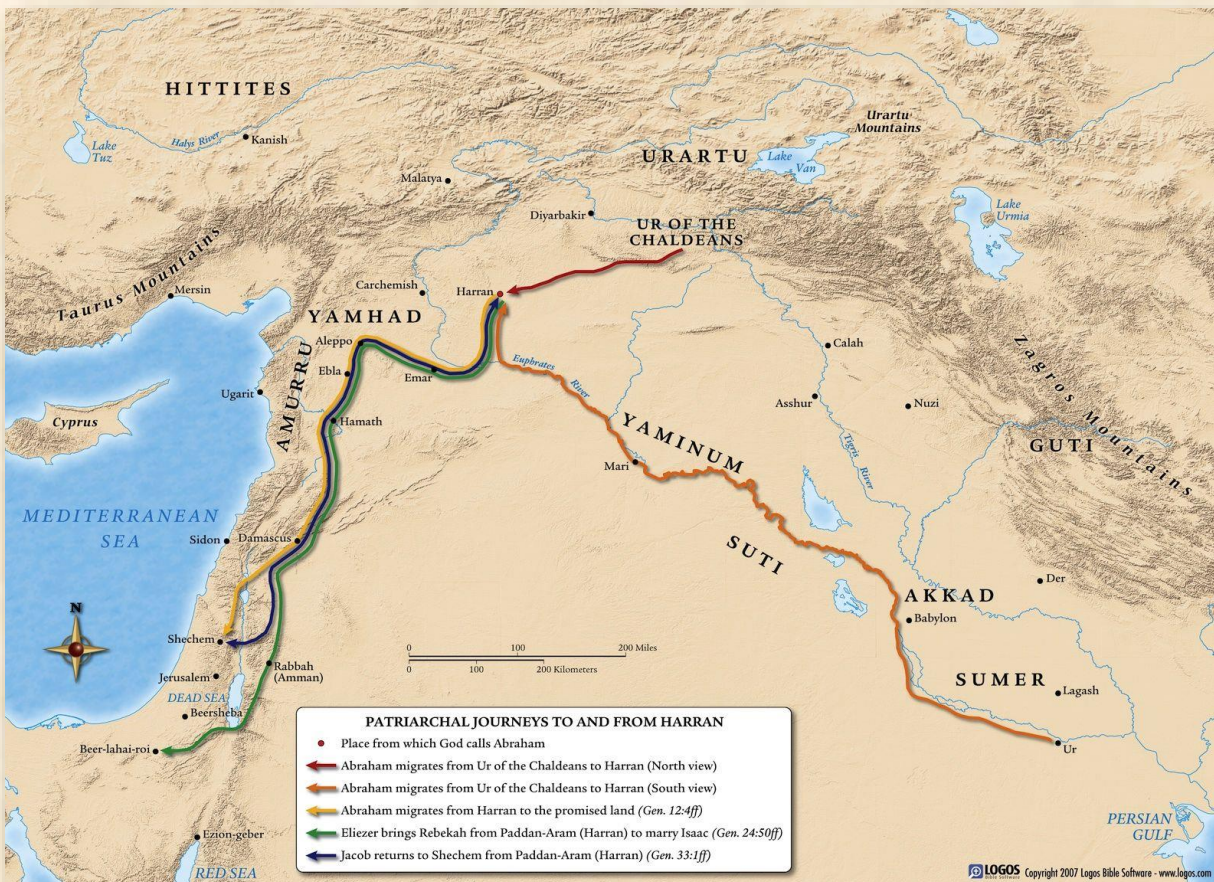 HITTITES
Halys River
Kanish
Lake
Tuz
Malatya
URARTU
Urartu
Mountains
Lake
Van
Diyarbakir
UR OF THE
CHALDEANS
Lake
Urmia
Taurus Mountains
Mersin
Carchemish
Harran
YAMHAD
Aleppo
Ebla
Emar
Euphrates
River
Calah
Zagros Mountains
Ugarit
AMURRU
Cyprus
Hamath
Asshur
Nuzi
YAMINUM
GUTI
Mari
Tigris
River
MEDITERRANEAN
SEA
Sidon
Damascus
SUTI
Der
AKKAD
Babylon
N
Shechem
0 100 200 Miles
0 100 200 Kilometers
Rabbah
(Amman)
Jerusalem
DEAD SEA
Beersheba
SUMER
Lagash
Beer-lahai-roi
Ur
PATRIARCHAL JOURNEYS TO AND FROM HARRAN
Place from which God calls Abraham
Abraham migrates from Ur of the Chaldeans to Harran (North view)
Abraham migrates from Ur of the Chaldeans to Harran (South view)
Abraham migrates from Harran to the promised land (Gen. 12:4ff)
Eliezer brings Rebekah from Paddan-Aram (Harran) to marry Isaac (Gen. 24:50ff)
Jacob returns to Shechem from Paddan-Aram (Harran) (Gen. 33:1ff)
Ezion-geber
RED SEA
PERSIAN
GULF
LOGOS
Bible Software
Copyright 2007 Logos Bible Software - www.logos.com